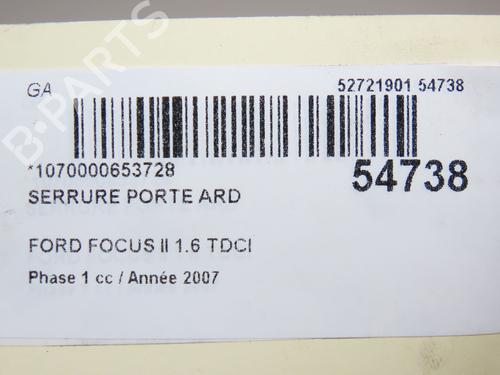 B-PARTS
GA
52721901 54738
*1070000653728
54738
SERRURE PORTE ARD
FORD FOCUS II 1.6 TDCI
Phase 1 cc / Année 2007